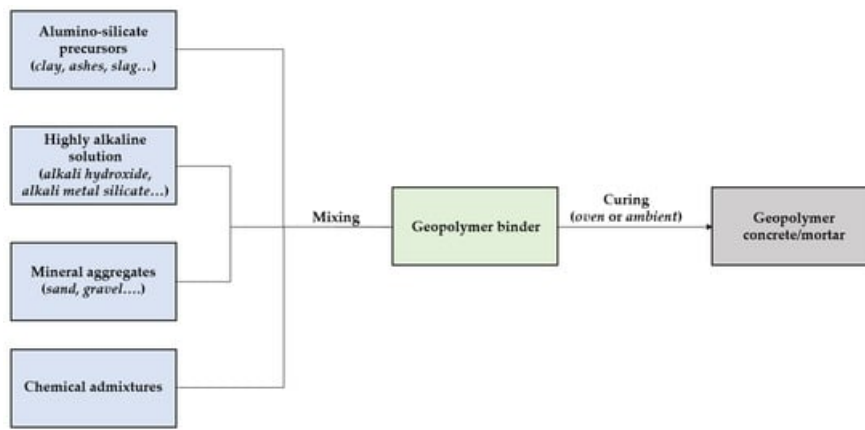 Alumino-silicate
precursors
(clay, ashes, slag…)
Highly alkaline
solution
(alkali hydroxide,
alkali metal silicate…)
Mineral aggregates
(sand, gravel….)
Chemical admixtures
Mixing
Geopolymer binder
Curing
(oven or ambient)
Geopolymer
concrete/mortar